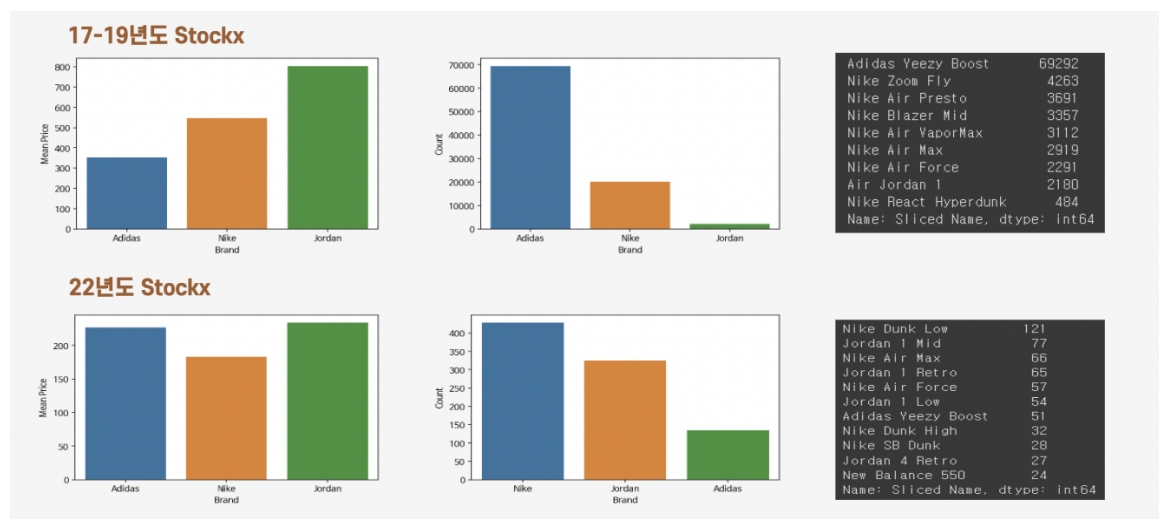 17-19년도 Stockx
800
700
600
500
400
300
200
100
0
Mean Price
Adidas Nike Jordan
Brand
70000
60000
50000
40000
30000
20000
10000
0
Count
Adidas Nike Jordan
Brand
Adidas Yeezy Boost 69292
Nike Zoom Fly 4263
Nike Air Presto 3691
Nike Blazer Mid 3357
Nike Air VaporMax 3112
Nike Air Max 2919
Nike Air Force 2291
Air Jordan 1 2180
Nike React Hyperdunk 484
Name: Sliced Name, dtype: int64
22년도 Stockx
200
150
100
50
0
Mean Price
Adidas Nike Jordan
Brand
400
350
300
250
200
150
100
50
0
Count
Nike Jordan Adidas
Brand
Nike Dunk Low 121
Jordan 1 Mid 77
Nike Air Max 66
Jordan 1 Retro 65
Nike Air Force 57
Jordan 1 Low 54
Adidas Yeezy Boost 51
Nike Dunk High 32
Nike SB Dunk 28
Jordan 4 Retro 27
New Balance 550 24
Name: Sliced Name, dtype: int64